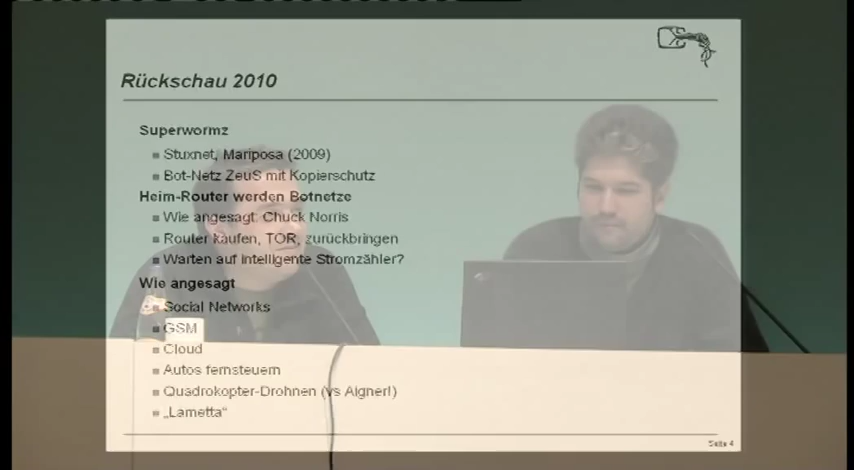 Rückschau 2010
Superwormz
Stuxnet, Mariposa (2009)
Bot-Netz ZeuS mit Kopierschutz
Heim-Router werden Botnetze
Wie angesagt: Chuck Norris
Router kaufen, TOR, zurückbringen
Warten auf intelligente Stromzähler?
Wie angesagt
Social Networks
GSM
Cloud
Autos fernsteuern
Quadrokopter-Drohnen (vs Aigner!)
„Lametta“
Seite 4